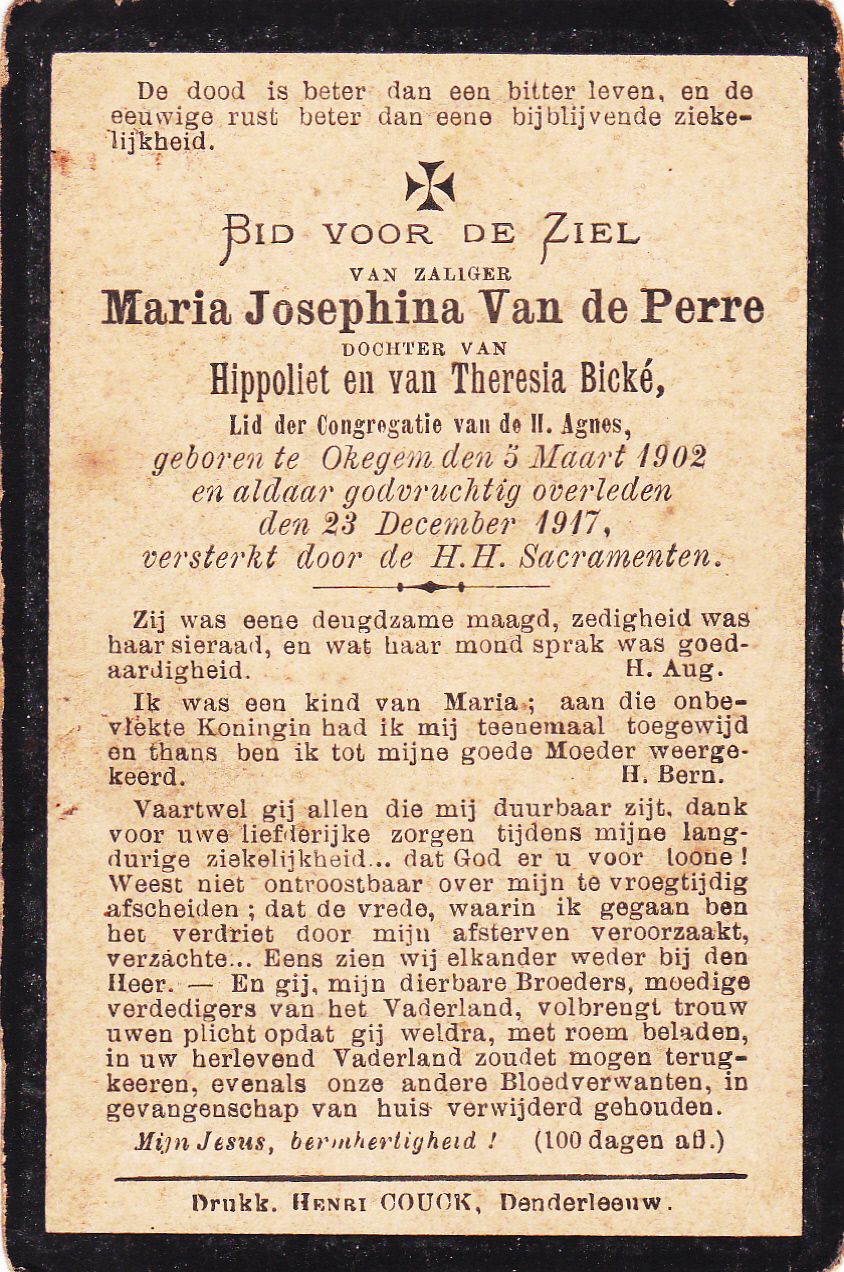 De dood is beter dan een bitter leven, en de
eeuwige rust beter dan eene bijblijvende zieke-
lijkheid.
BID VOOR DE ZIEL
VAN ZALIGER
Maria Josephina Van de Perre
DOCHTER VAN
Hippoliet en van Theresia Bické,
Lid der Congregatie van de H. Agnes,
geboren te Okegem den 5 Maart 1902
en aldaar godvruchtig overleden
den 23 December 1917,
versterkt door de H.H. Sacramenten.
Zij was eene deugdzame maagd, zedigheid was
haar sieraad, en wat haar mond sprak was goed-
aardigheid. H. Aug.
Ik was een kind van Maria; aan die onbe-
vlekte Koningin had ik mij teenemaal toegewijd
en thans ben ik tot mijne goede Moeder weerge-
keerd. H. Bern.
Vaartwel gij allen die mij duurbaar zijt, dank
voor uwe liefderijke zorgen tijdens mijne lang-
durige ziekelijkheid... dat God er u voor loone!
Weest niet ontroostbaar over mijn te vroegtijdig
afscheiden; dat de vrede, waarin ik gegaan ben
het verdriet door mijn afsterven veroorzaakt,
verzachte... Eens zien wij elkander weder bij den
Heer. — En gij, mijn dierbare Broeders, moedige
verdedigers van het Vaderland, volbrengt trouw
uwen plicht opdat gij weldra, met roem beladen,
in uw herlevend Vaderland zoudet mogen terug-
keeren, evenals onze andere Bloedverwanten, in
gevangenschap van huis verwijderd gehouden.
Mijn Jesus, bermhertigheid! (100 dagen afl.)
Drukk. HENRI COUCK, Denderleeuw.